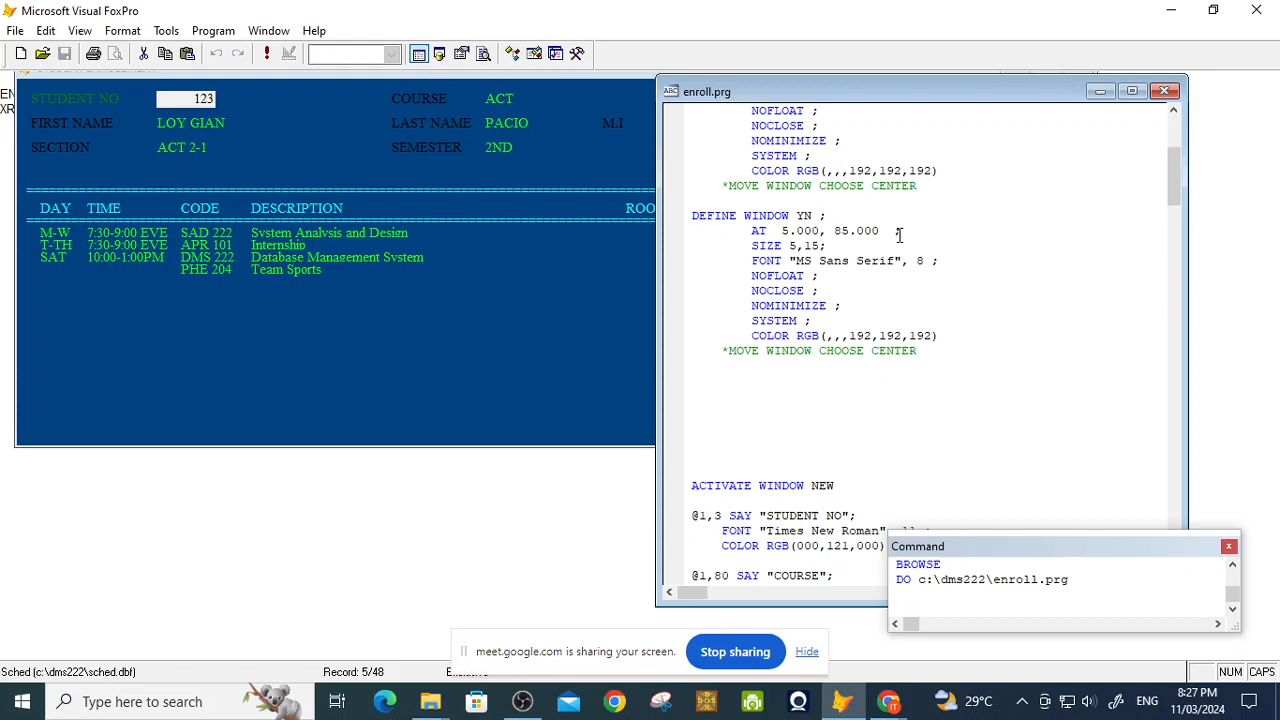 Microsoft Visual FoxPro
File Edit View Format Tools Program Window Help
STUDENT NO 123 COURSE ACT
FIRST NAME LOY GIAN LAST NAME PACIO M.I
SECTION ACT 2-1 SEMESTER 2ND
DAY TIME CODE DESCRIPTION ROO
M-W 7:30-9:00 EVE SAD 222 System Analysis and Design
T-TH 7:30-9:00 EVE APR 101 Internship
SAT 10:00-1:00PM DMS 222 Database Management System
PHE 204 Team Sports
enroll.prg
NOFLOAT ;
NOCLOSE ;
NOMINIMIZE ;
SYSTEM ;
COLOR RGB(,,,192,192,192)
*MOVE WINDOW CHOOSE CENTER
DEFINE WINDOW YN ;
AT 5.000, 85.000 ;
SIZE 5,15;
FONT "MS Sans Serif", 8 ;
NOFLOAT ;
NOCLOSE ;
NOMINIMIZE ;
SYSTEM ;
COLOR RGB(,,,192,192,192)
*MOVE WINDOW CHOOSE CENTER
ACTIVATE WINDOW NEW
@1,3 SAY "STUDENT NO";
FONT "Times New Roman"
COLOR RGB(000,121,000)
@1,80 SAY "COURSE";
Command
BROWSE
DO c:\dms222\enroll.prg
meet.google.com is sharing your screen. Stop sharing Hide
Sched (c:\dms222\sched.dbf) Record: 5/48 NUM CAPS
Type here to search 29°C ENG 8:27 PM
11/03/2024